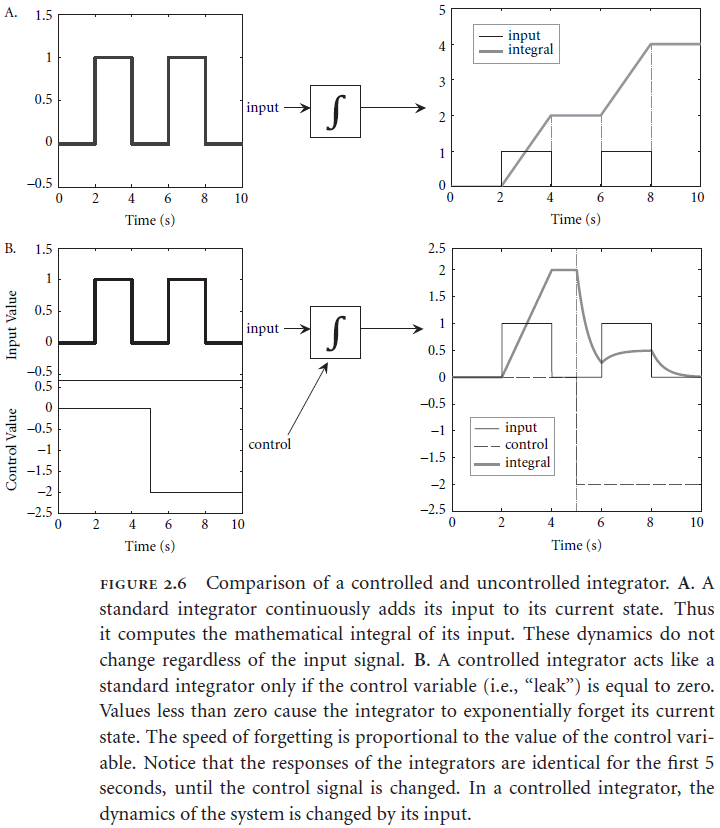 A.
1.5
1
0.5
0
–0.5
0 2 4 6 8 10
Time (s)
input
∫
5
4
3
2
1
0
input
integral
0 2 4 6 8 10
Time (s)
B.
Input Value
1.5
1
0.5
0
–0.5
Control Value
0.5
0
–0.5
–1
–1.5
–2
–2.5
0 2 4 6 8 10
Time (s)
input
∫
control
2.5
2
1.5
1
0.5
0
–0.5
–1
–1.5
–2
–2.5
input
control
integral
0 2 4 6 8 10
Time (s)
FIGURE 2.6 Comparison of a controlled and uncontrolled integrator. A. A
standard integrator continuously adds its input to its current state. Thus
it computes the mathematical integral of its input. These dynamics do not
change regardless of the input signal. B. A controlled integrator acts like a
standard integrator only if the control variable (i.e., “leak”) is equal to zero.
Values less than zero cause the integrator to exponentially forget its current
state. The speed of forgetting is proportional to the value of the control vari-
able. Notice that the responses of the integrators are identical for the first 5
seconds, until the control signal is changed. In a controlled integrator, the
dynamics of the system is changed by its input.